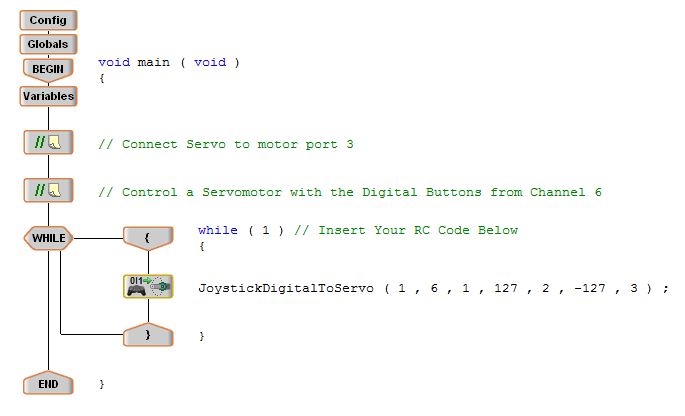 Config
Globals
BEGIN
void main ( void )
{
Variables
// // Connect Servo to motor port 3
// // Control a Servomotor with the Digital Buttons from Channel 6
WHILE { while ( 1 ) // Insert Your RC Code Below
{
0|1 JoystickDigitalToServo ( 1 , 6 , 1 , 127 , 2 , -127 , 3 ) ;
} }
END }